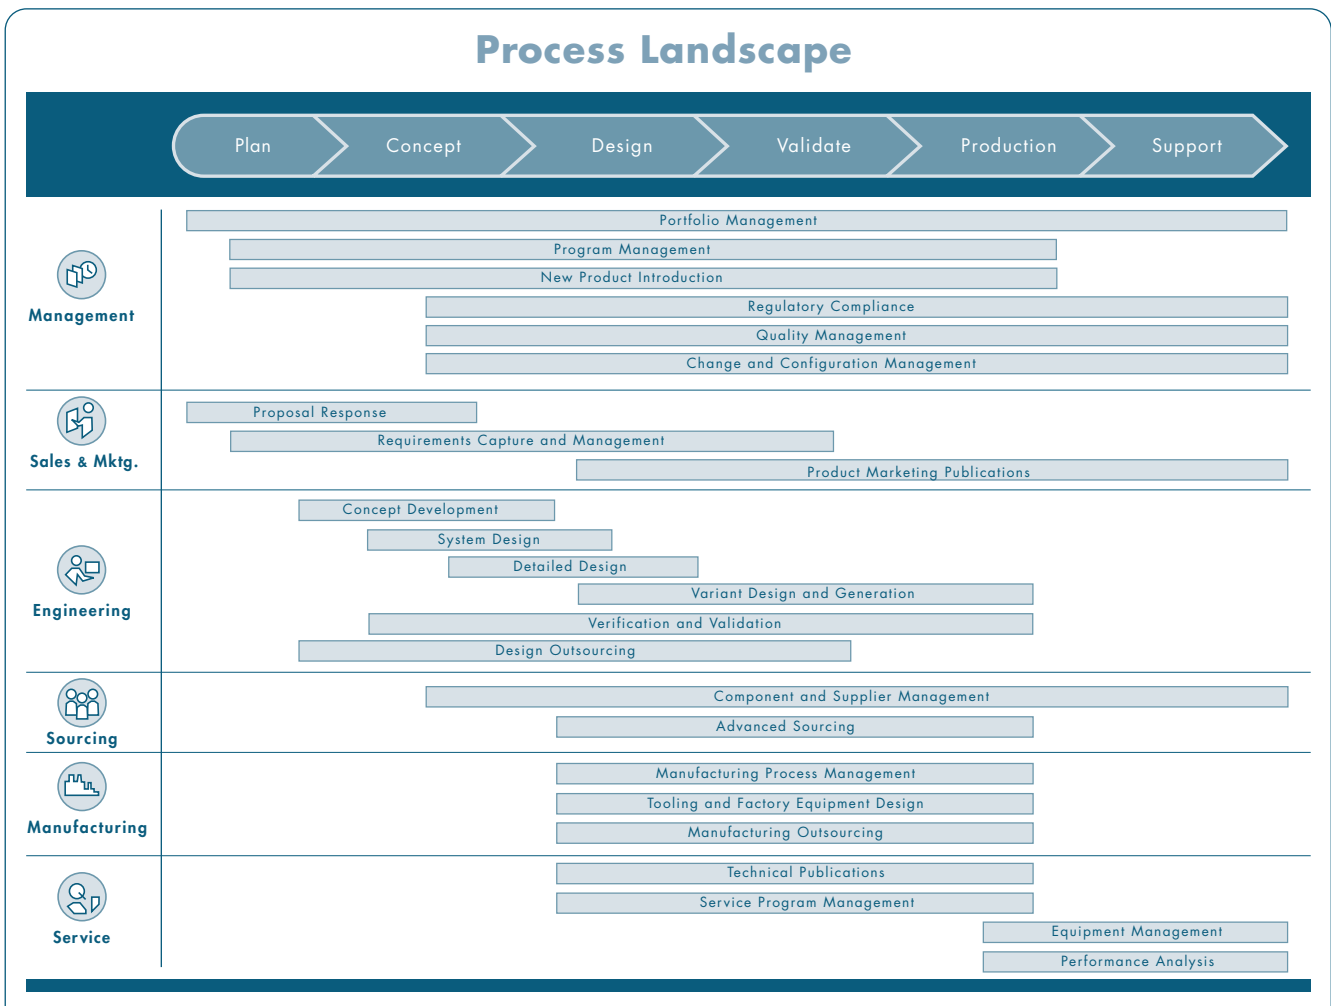 Process Landscape
Plan
Concept
Design
Validate
Production
Support
Management
Portfolio Management
Program Management
New Product Introduction
Regulatory Compliance
Quality Management
Change and Configuration Management
Sales & Mktg.
Proposal Response
Requirements Capture and Management
Product Marketing Publications
Engineering
Concept Development
System Design
Detailed Design
Variant Design and Generation
Verification and Validation
Design Outsourcing
Sourcing
Component and Supplier Management
Advanced Sourcing
Manufacturing
Manufacturing Process Management
Tooling and Factory Equipment Design
Manufacturing Outsourcing
Service
Technical Publications
Service Program Management
Equipment Management
Performance Analysis